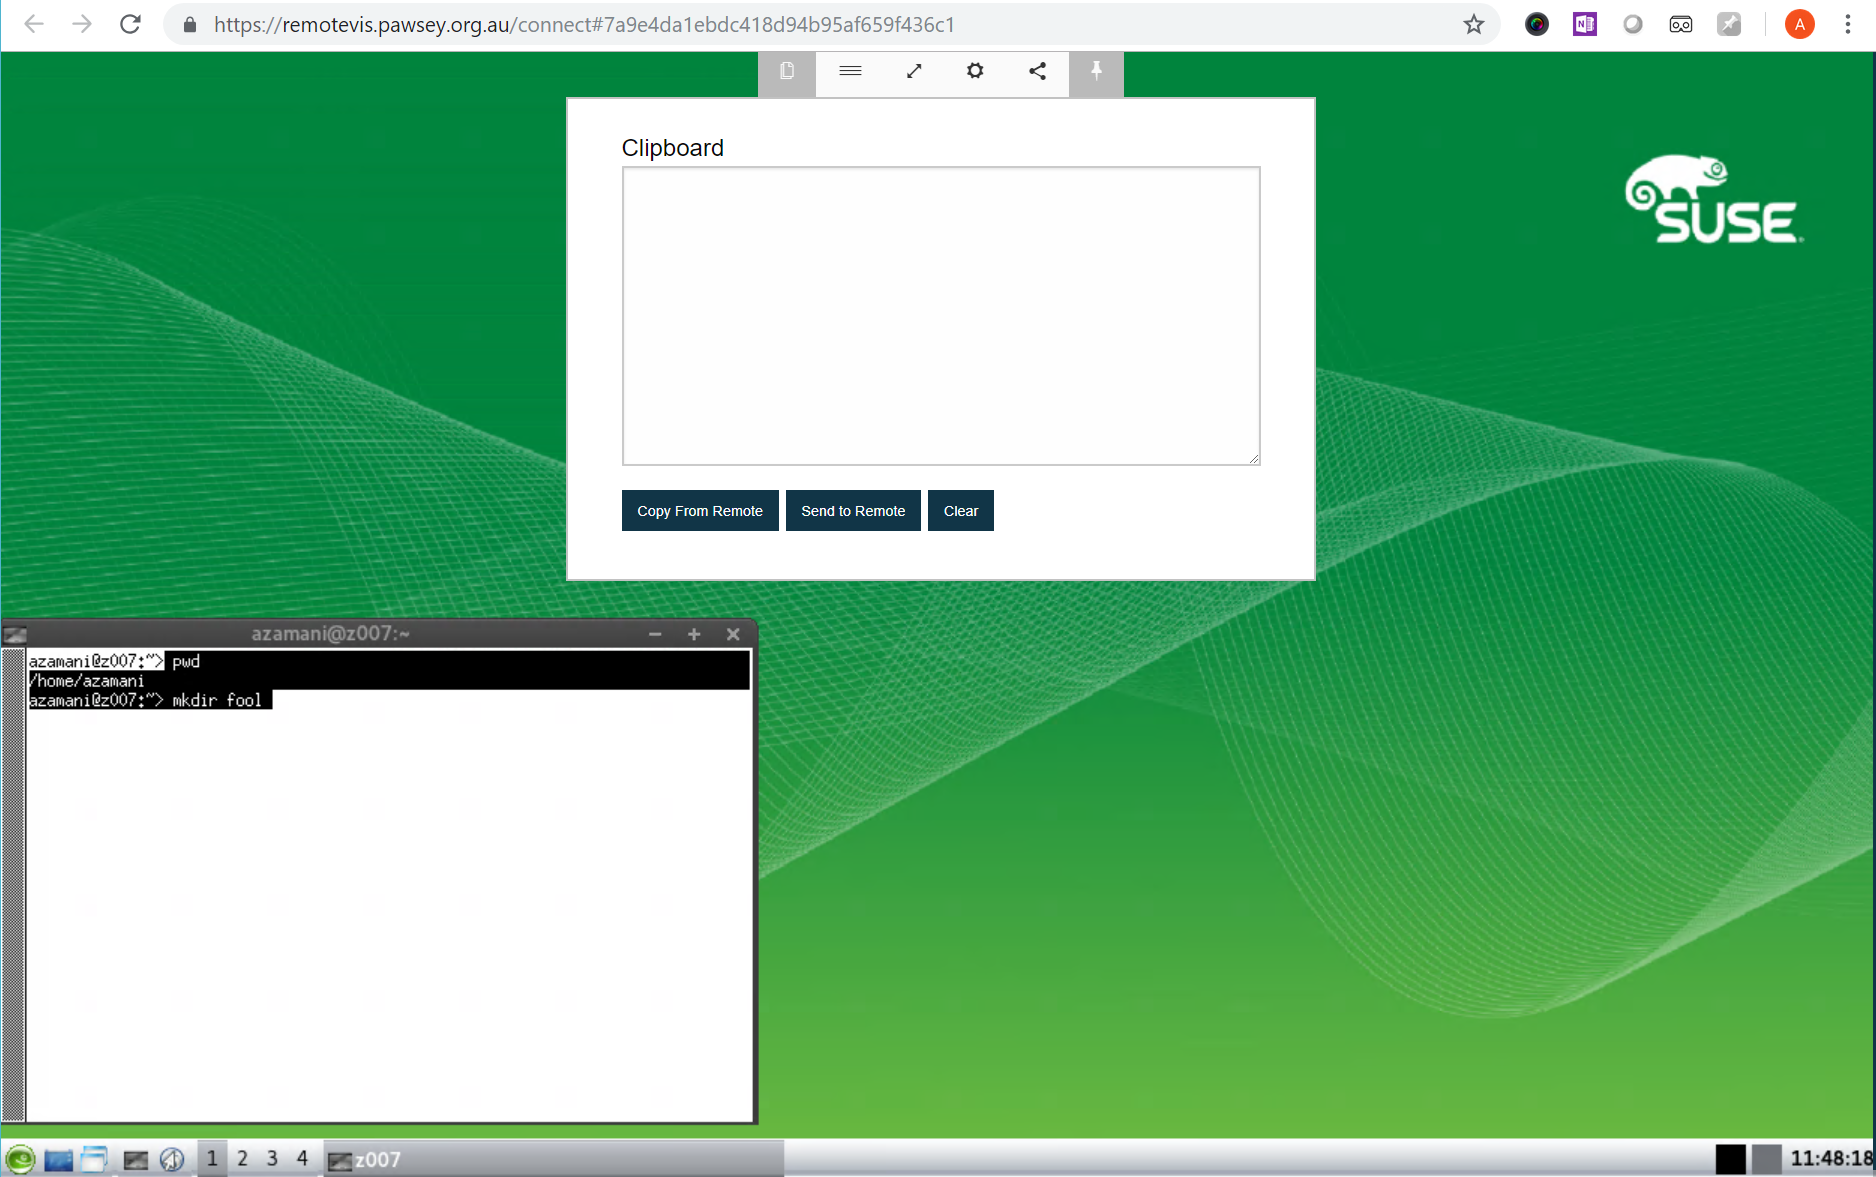 https://remotevis.pawsey.org.au/connect#7a9e4da1ebdc418d94b95af659f436c1
A
Clipboard
SUSE
Copy From Remote
Send to Remote
Clear
azamani@z007:~
azamani@z007:~> pwd
/home/azamani
azamani@z007:~> mkdir fool
1 2 3 4
z007
11:48:18